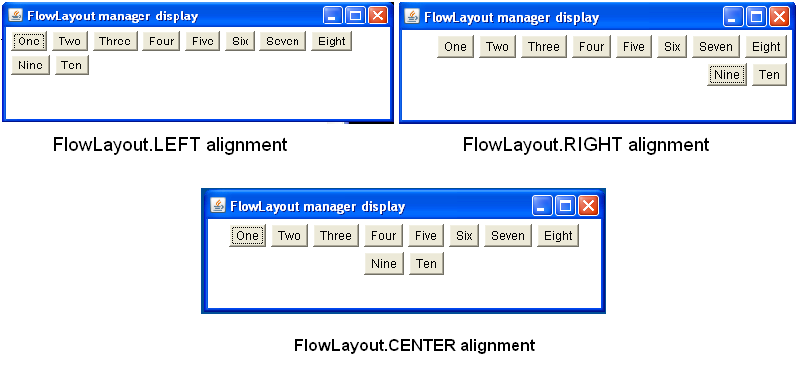 FlowLayout manager display
One Two Three Four Five Six Seven Eight
Nine Ten
FlowLayout.LEFT alignment
FlowLayout manager display
One Two Three Four Five Six Seven Eight
Nine Ten
FlowLayout.RIGHT alignment
FlowLayout manager display
One Two Three Four Five Six Seven Eight
Nine Ten
FlowLayout.CENTER alignment